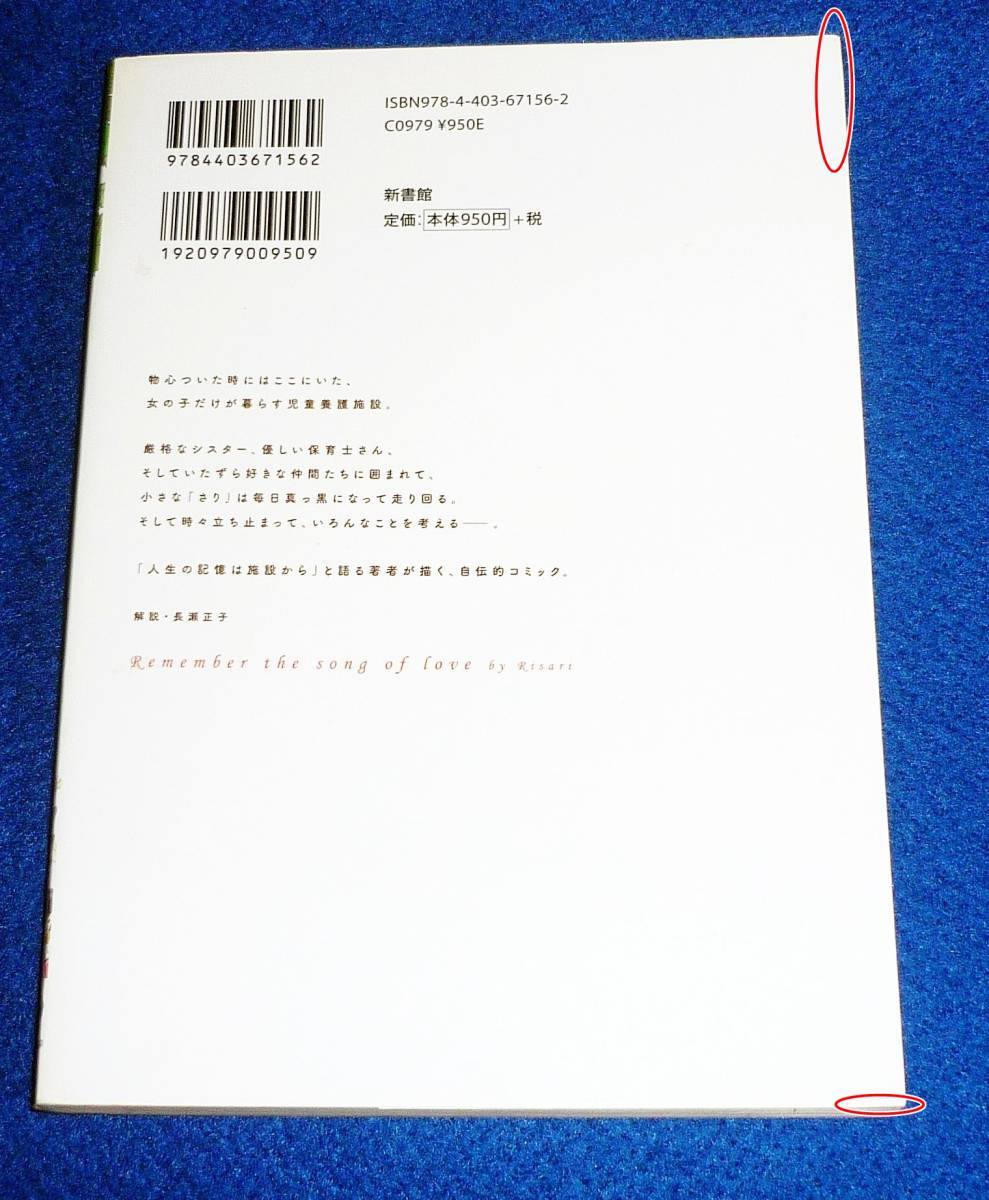 ISBN978-4-403-67156-2
C0979 ¥950E
9784403671562
新書館
定価：本体950円＋税
1920979009509
物心ついた時にはここにいた、
女の子だけが暮らす児童養護施設。
厳格なシスター、優しい保育士さん、
そしていたずら好きな仲間たちに囲まれて、
小さな「さり」は毎日真っ黒になって走り回る。
そして時々立ち止まって、いろんなことを考える――。
「人生の記憶は施設から」と語る著者が描く、自伝的コミック。
解説・長瀬正子
Remember the song of love by Risari